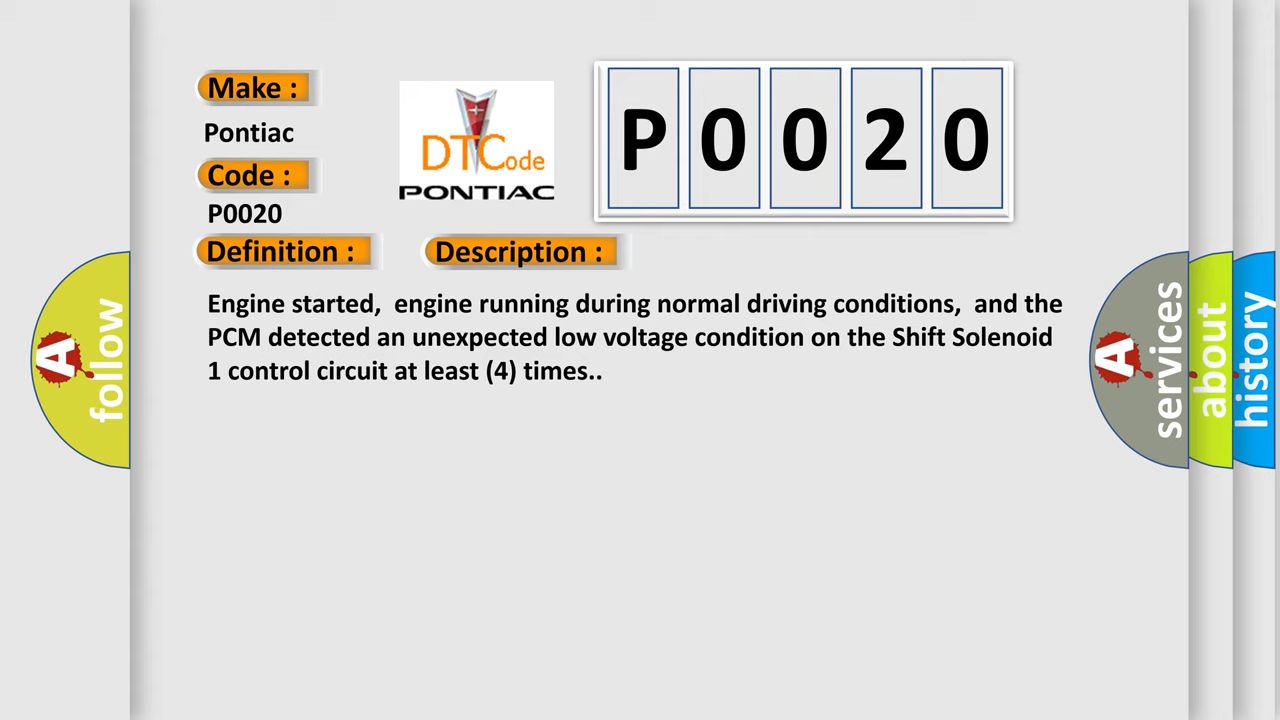 Make :
Pontiac
Code :
P0020
Definition :
Description :
DTCode
PONTIAC
P0020
Engine started, engine running during normal driving conditions, and the
PCM detected an unexpected low voltage condition on the Shift Solenoid
1 control circuit at least (4) times..
A follow
A services
about
history